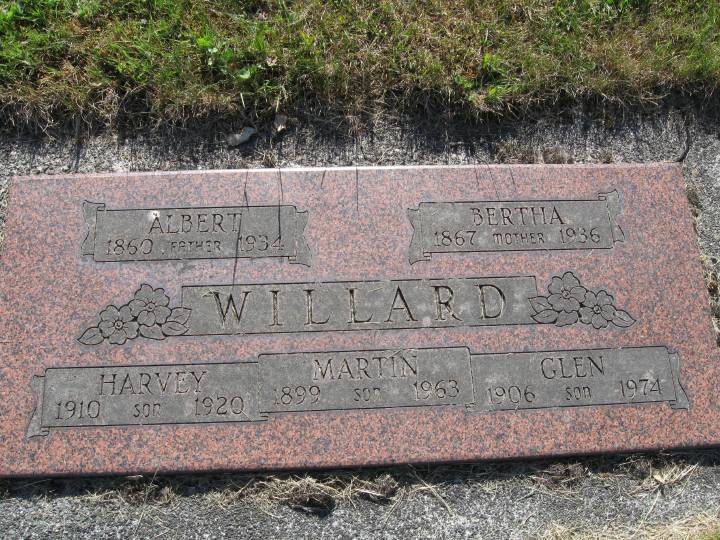 ALBERT
1860 FATHER 1934
BERTHA
1867 MOTHER 1936
WILLARD
HARVEY
1910 SON 1920
MARTIN
1899 SON 1963
GLEN
1906 SON 1974